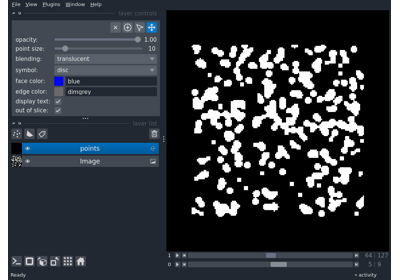 File View Plugins Window Help
layer controls
opacity: 1.00
point size: 10
blending: translucent
symbol: disc
face color: blue
edge color: dimgrey
display text:
out of slice:
layer list
points
Image
1 64 127
0 5 9
Ready activity